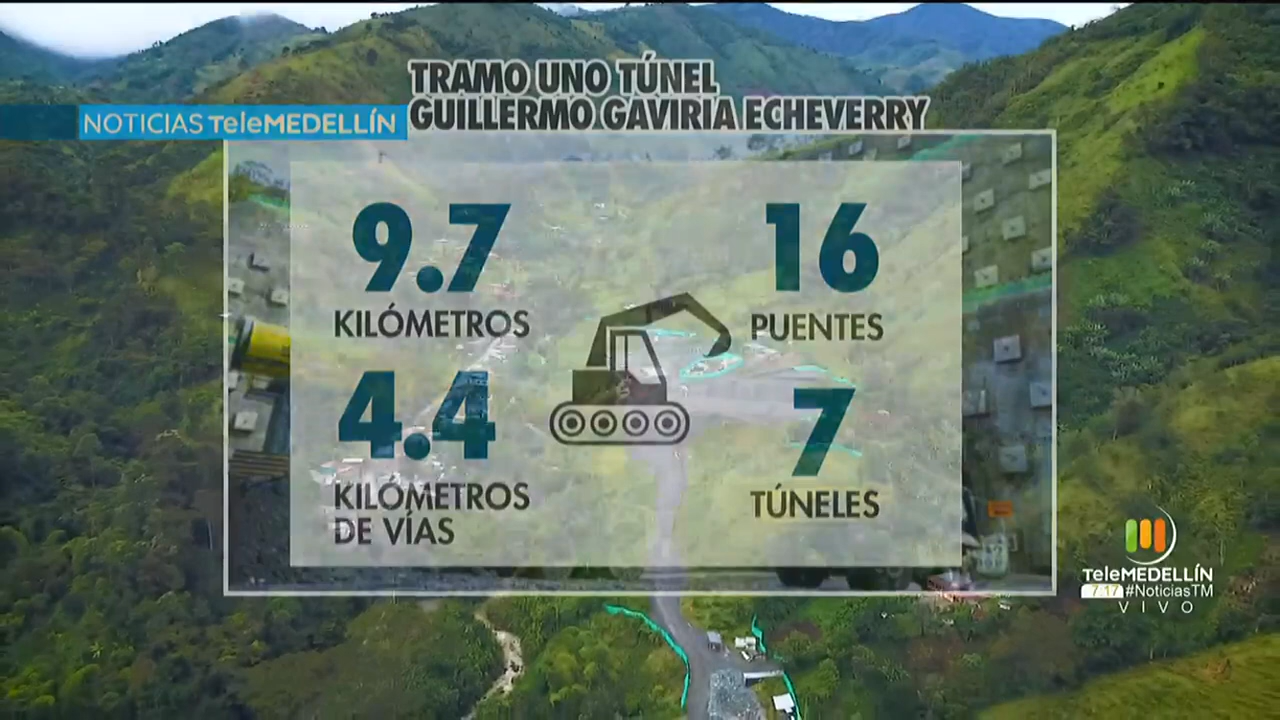 TRAMO UNO TÚNEL
GUILLERMO GAVIRIA ECHEVERRY
NOTICIAS TeleMEDELLÍN
9.7
KILÓMETROS
16
PUENTES
4.4
KILÓMETROS
DE VÍAS
7
TÚNELES
TeleMEDELLÍN
7:17 #NoticiasTM
VIVO